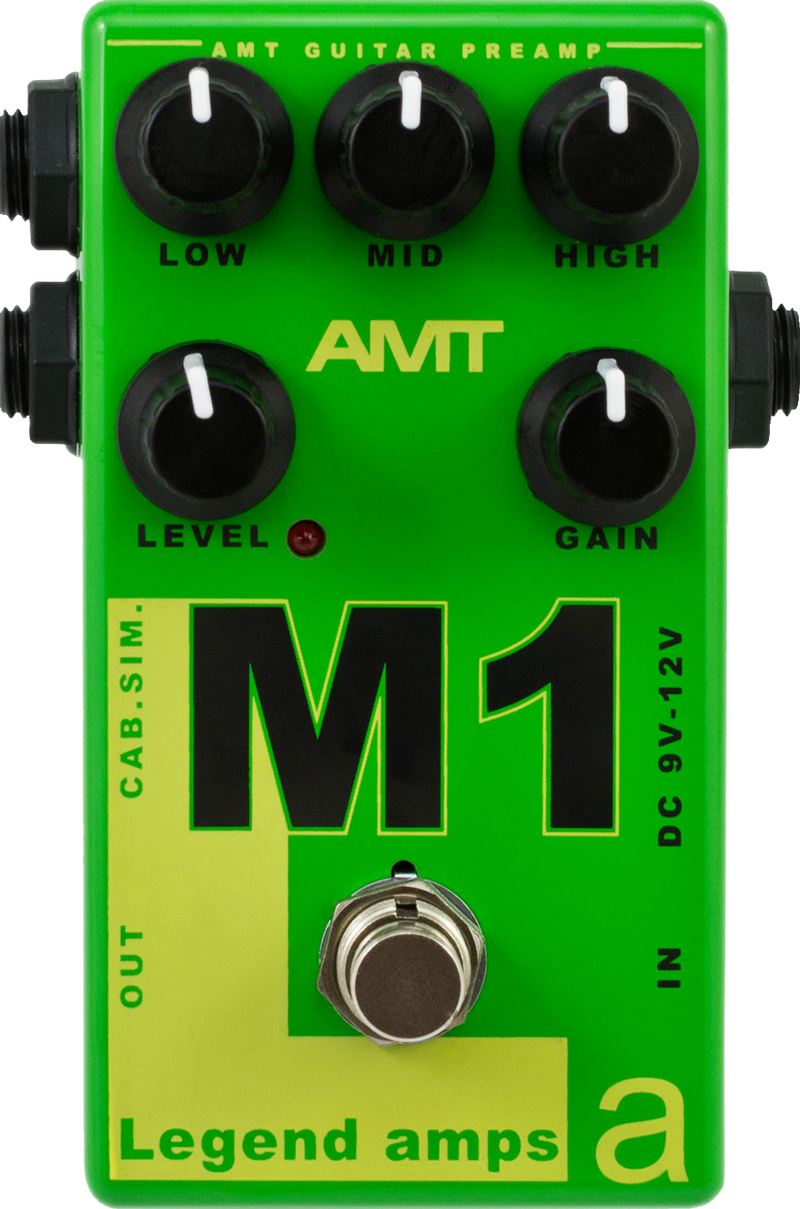 AMT GUITAR PREAMP
LOW MID HIGH
AMT
LEVEL GAIN
M1
CAB.SIM.
DC 9V-12V
OUT
IN
Legend amps
a